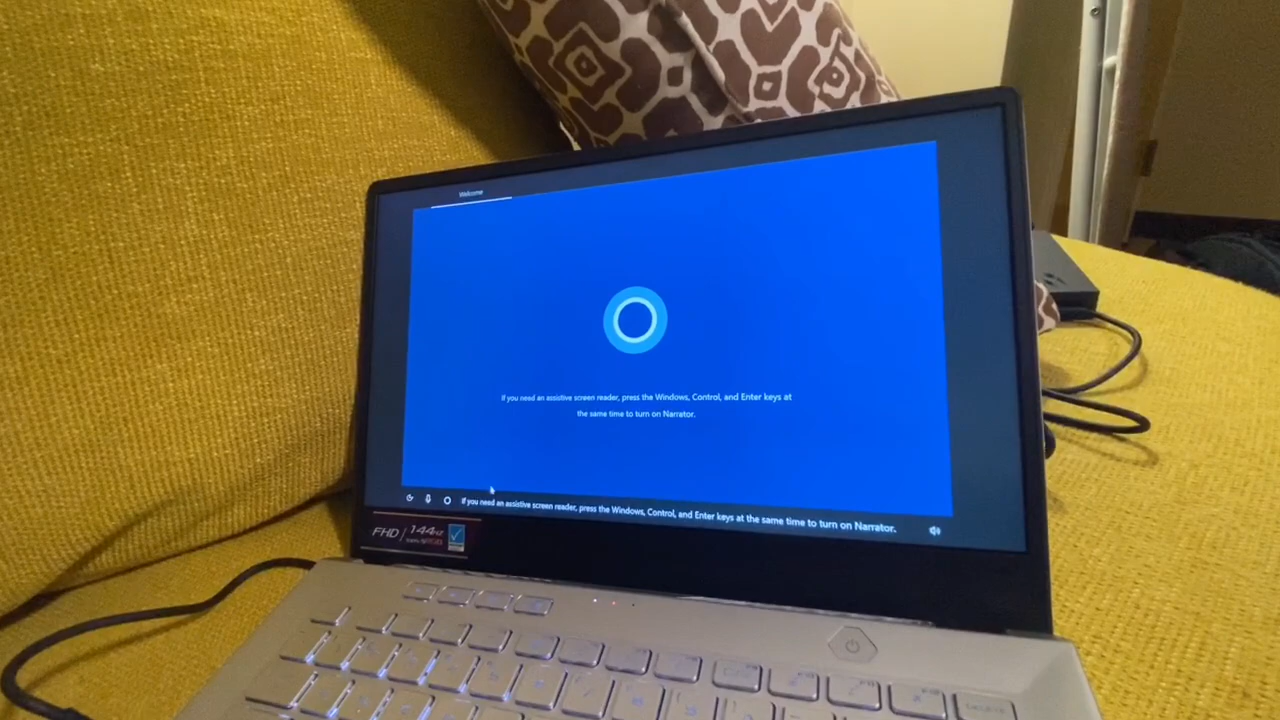 Welcome
If you need an assistive screen reader, press the Windows, Control, and Enter keys at
the same time to turn on Narrator.
If you need an assistive screen reader, press the Windows, Control, and Enter keys at the same time to turn on Narrator.
FHD / 144Hz
DELETE